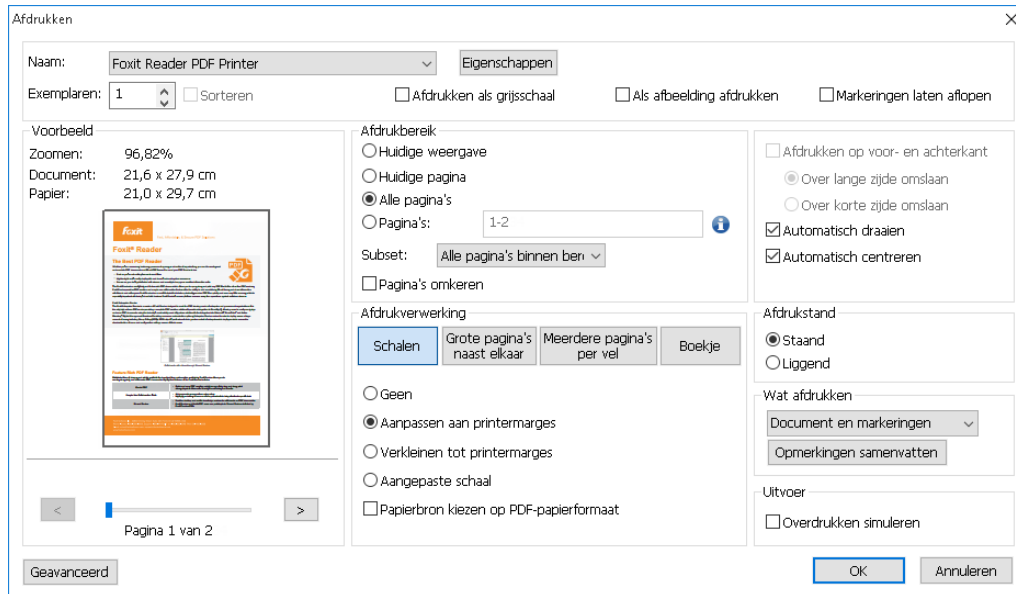 Afdrukken
Naam: Foxit Reader PDF Printer Eigenschappen
Exemplaren: 1 Sorteren Afdrukken als grijsschaal Als afbeelding afdrukken Markeringen laten aflopen
Voorbeeld
Zoomen: 96,82%
Document: 21,6 x 27,9 cm
Papier: 21,0 x 29,7 cm
Foxit
Foxit® Reader
The Best PDF Reader
< >
Pagina 1 van 2
Afdrukbereik
Huidige weergave
Huidige pagina
Alle pagina's
Pagina's: 1-2
Subset: Alle pagina's binnen ber
Pagina's omkeren
Afdrukverwerking
Schalen
Grote pagina's
naast elkaar
Meerdere pagina's
per vel
Boekje
Geen
Aanpassen aan printermarges
Verkleinen tot printermarges
Aangepaste schaal
Papierbron kiezen op PDF-papierformaat
Afdrukken op voor- en achterkant
Over lange zijde omslaan
Over korte zijde omslaan
Automatisch draaien
Automatisch centreren
Afdrukstand
Staand
Liggend
Wat afdrukken
Document en markeringen
Opmerkingen samenvatten
Uitvoer
Overdrukken simuleren
Geavanceerd OK Annuleren